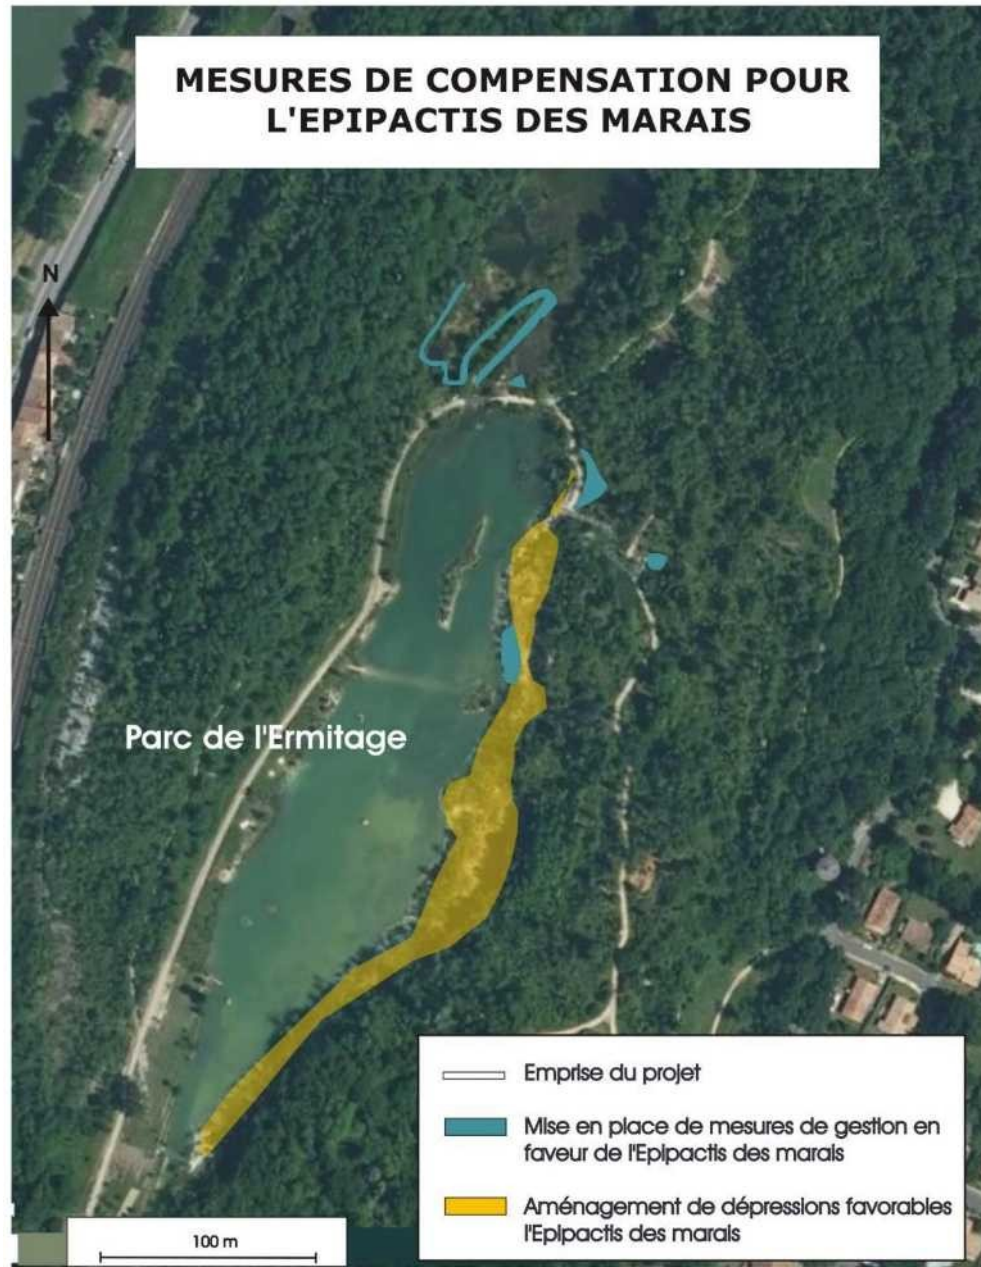 MESURES DE COMPENSATION POUR
L'EPIPACTIS DES MARAIS
N
Parc de l'Ermitage
Emprise du projet
Mise en place de mesures de gestion en
faveur de l'Epipactis des marais
Aménagement de dépressions favorables
l'Epipactis des marais
100 m